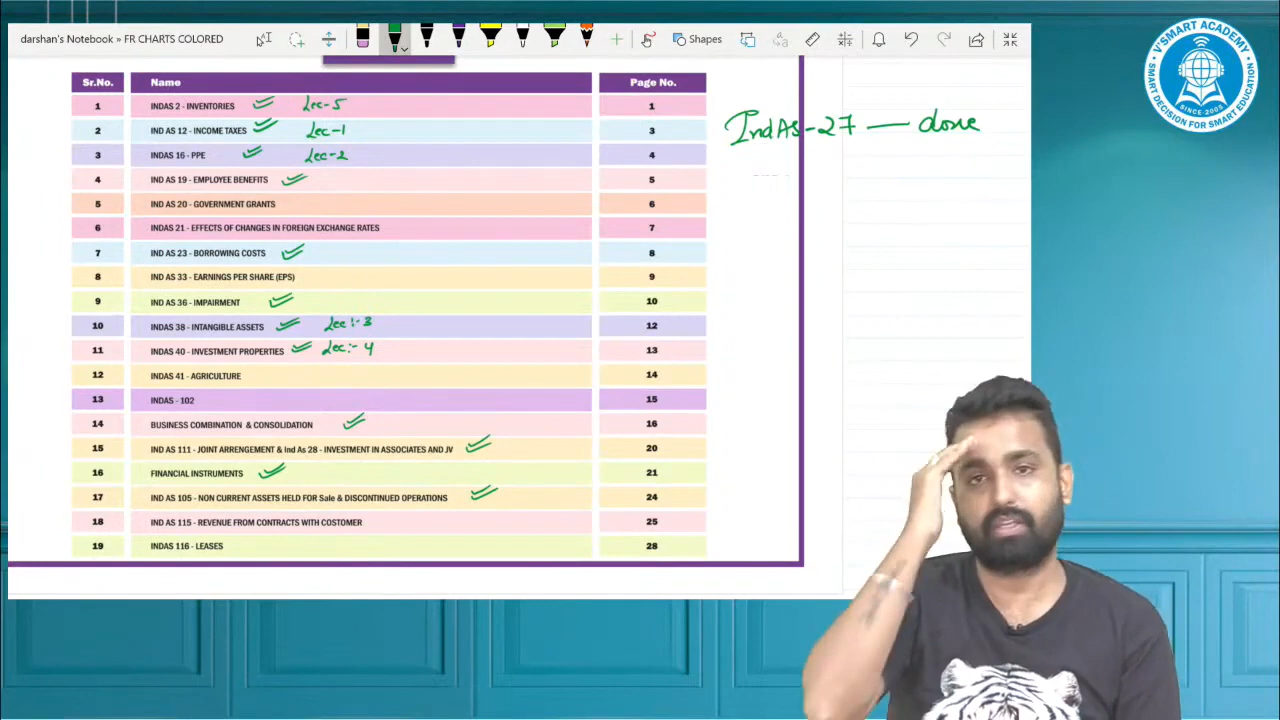 darshan's Notebook » FR CHARTS COLORED
Shapes
V'SMART ACADEMY
SMART DECISION FOR SMART EDUCATION
SINCE-2005
Sr.No. Name Page No.
1 INDAS 2 - INVENTORIES Lec-5 1
2 IND AS 12 - INCOME TAXES Lec-1 3
3 INDAS 16 - PPE Lec-2 4
4 IND AS 19 - EMPLOYEE BENEFITS 5
5 IND AS 20 - GOVERNMENT GRANTS 6
6 INDAS 21 - EFFECTS OF CHANGES IN FOREIGN EXCHANGE RATES 7
7 IND AS 23 - BORROWING COSTS 8
8 IND AS 33 - EARNINGS PER SHARE (EPS) 9
9 IND AS 36 - IMPAIRMENT 10
10 INDAS 38 - INTANGIBLE ASSETS Lec:-3 12
11 INDAS 40 - INVESTMENT PROPERTIES Lec:-4 13
12 INDAS 41 - AGRICULTURE 14
13 INDAS - 102 15
14 BUSINESS COMBINATION & CONSOLIDATION 16
15 IND AS 111 - JOINT ARRENGEMENT & Ind As 28 - INVESTMENT IN ASSOCIATES AND JV 20
16 FINANCIAL INSTRUMENTS 21
17 IND AS 105 - NON CURRENT ASSETS HELD FOR Sale & DISCONTINUED OPERATIONS 24
18 IND AS 115 - REVENUE FROM CONTRACTS WITH COSTOMER 25
19 INDAS 116 - LEASES 28
IndAS-27 — done